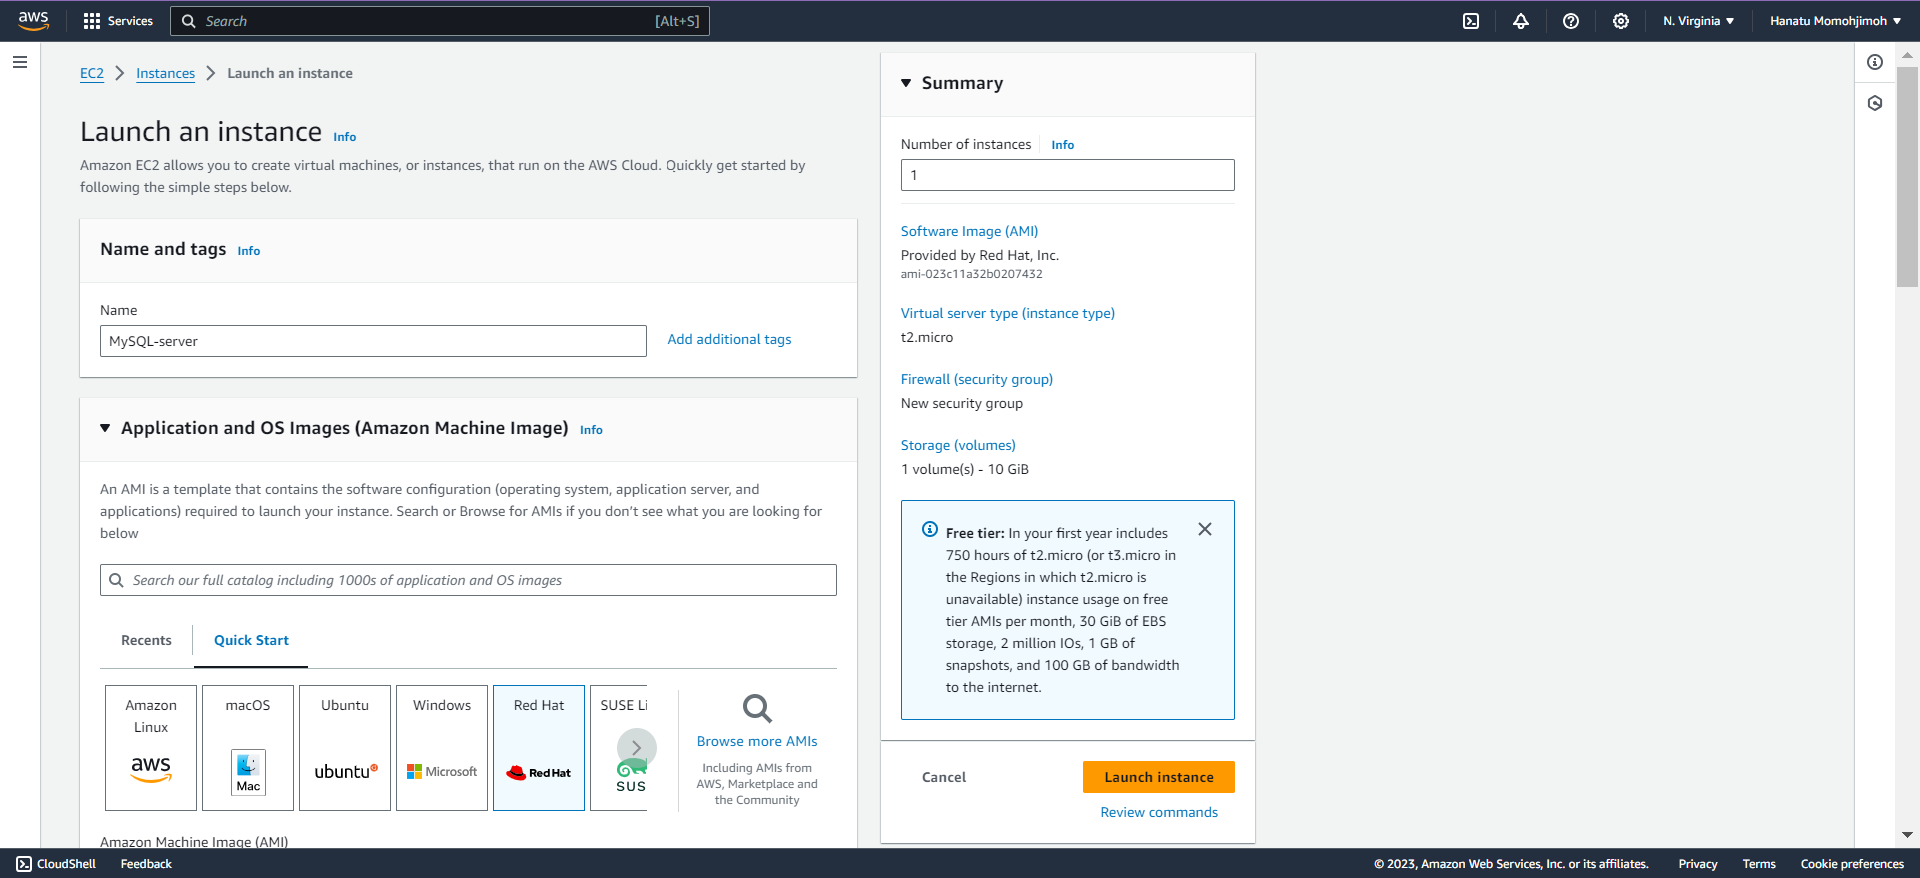 aws
Services
Search
[Alt+S]
N. Virginia
Hanatu Momohjimoh
EC2
Instances
Launch an instance
Launch an instance Info
Amazon EC2 allows you to create virtual machines, or instances, that run on the AWS Cloud. Quickly get started by
following the simple steps below.
Name and tags Info
Name
MySQL-server
Add additional tags
Application and OS Images (Amazon Machine Image) Info
An AMI is a template that contains the software configuration (operating system, application server, and
applications) required to launch your instance. Search or Browse for AMIs if you don't see what you are looking for
below
Search our full catalog including 1000s of application and OS images
Recents
Quick Start
Amazon
Linux
aws
macOS
Mac
Ubuntu
ubuntu
Windows
Microsoft
Red Hat
Red Hat
SUSE Li
SUS
Browse more AMIs
Including AMIs from
AWS, Marketplace and
the Community
Amazon Machine Image (AMI)
Summary
Number of instances Info
1
Software Image (AMI)
Provided by Red Hat, Inc.
ami-023c11a32b0207432
Virtual server type (instance type)
t2.micro
Firewall (security group)
New security group
Storage (volumes)
1 volume(s) - 10 GiB
Free tier: In your first year includes
750 hours of t2.micro (or t3.micro in
the Regions in which t2.micro is
unavailable) instance usage on free
tier AMIs per month, 30 GiB of EBS
storage, 2 million IOs, 1 GB of
snapshots, and 100 GB of bandwidth
to the internet.
Cancel
Launch instance
Review commands
CloudShell
Feedback
© 2023, Amazon Web Services, Inc. or its affiliates.
Privacy
Terms
Cookie preferences